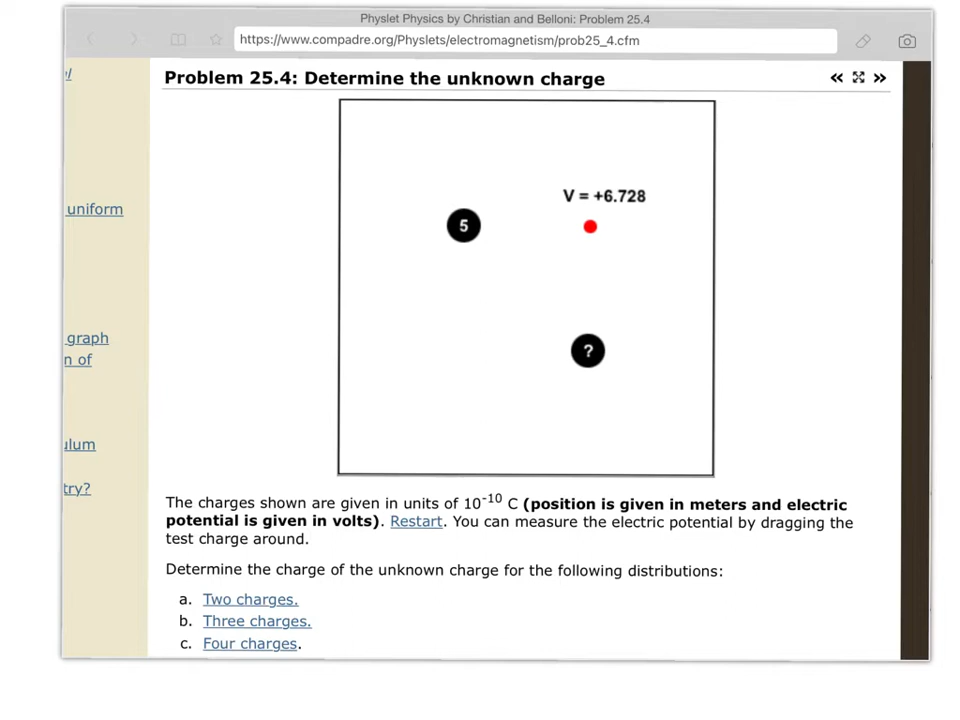 Physlet Physics by Christian and Belloni: Problem 25.4
https://www.compadre.org/Physlets/electromagnetism/prob25_4.cfm
Problem 25.4: Determine the unknown charge
« »
V = +6.728
5
?
uniform
graph
n of
The charges shown are given in units of 10⁻¹⁰ C (position is given in meters and electric
potential is given in volts). Restart. You can measure the electric potential by dragging the
test charge around.
Determine the charge of the unknown charge for the following distributions:
a. Two charges.
b. Three charges.
c. Four charges.
ulum
try?